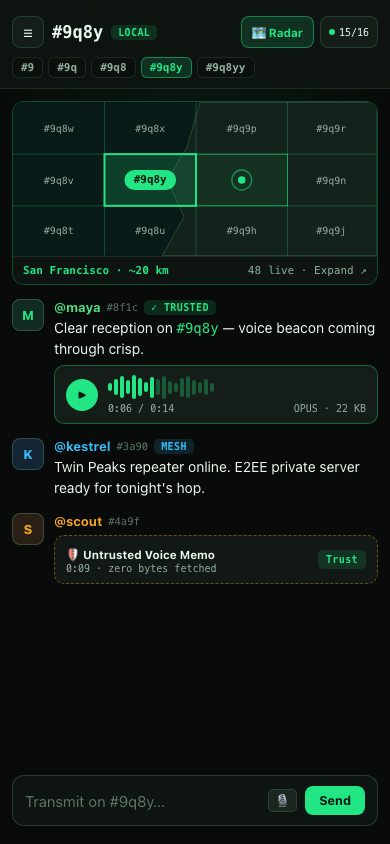 ☰ #9q8y LOCAL 🗺️ Radar 15/16
#9 #9q #9q8 #9q8y #9q8yy
#9q8w #9q8x #9q9p #9q9r
#9q8v #9q8y #9q9n
#9q8t #9q8u #9q9h #9q9j
San Francisco · ~20 km 48 live · Expand ↗
M @maya #8f1c ✓ TRUSTED
Clear reception on #9q8y — voice beacon coming
through crisp.
0:06 / 0:14 OPUS · 22 KB
K @kestrel #3a90 MESH
Twin Peaks repeater online. E2EE private server
ready for tonight's hop.
S @scout #4a9f
Untrusted Voice Memo
0:09 · zero bytes fetched
Trust
Transmit on #9q8y… Send